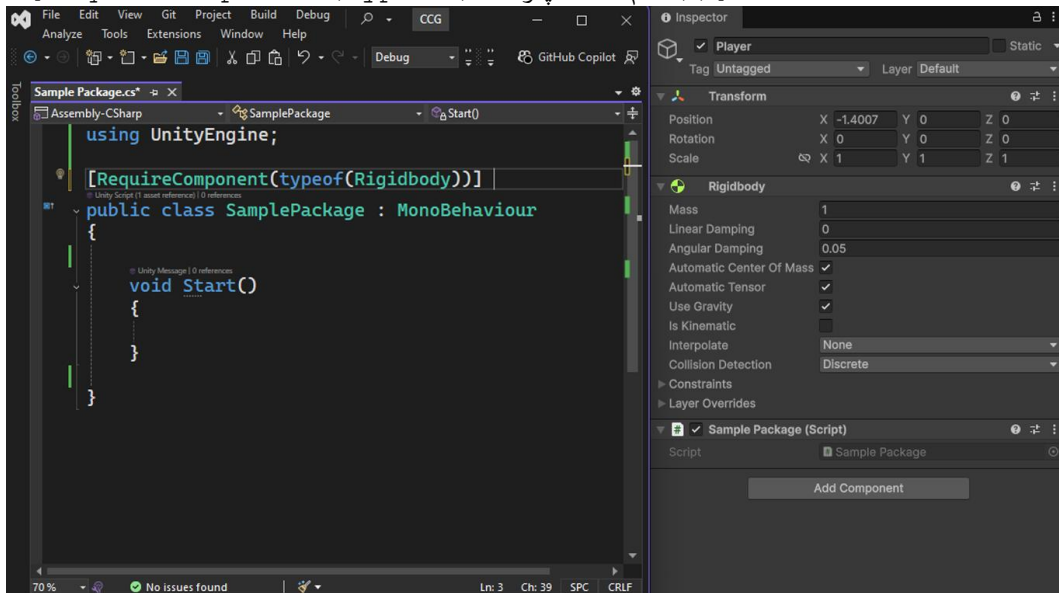 File Edit View Git Project Build Debug CCG
Analyze Tools Extensions Window Help
Debug GitHub Copilot
Toolbox
Sample Package.cs*
Assembly-CSharp SamplePackage Start()
using UnityEngine;
[RequireComponent(typeof(Rigidbody))]
Unity Script (1 asset reference) | 0 references
public class SamplePackage : MonoBehaviour
{
Unity Message | 0 references
void Start()
{
}
}
70 % No issues found Ln: 3 Ch: 39 SPC CRLF
Inspector
Player Static
Tag Untagged Layer Default
Transform
Position X -1.4007 Y 0 Z 0
Rotation X 0 Y 0 Z 0
Scale X 1 Y 1 Z 1
Rigidbody
Mass 1
Linear Damping 0
Angular Damping 0.05
Automatic Center Of Mass
Automatic Tensor
Use Gravity
Is Kinematic
Interpolate None
Collision Detection Discrete
Constraints
Layer Overrides
# Sample Package (Script)
Script Sample Package
Add Component